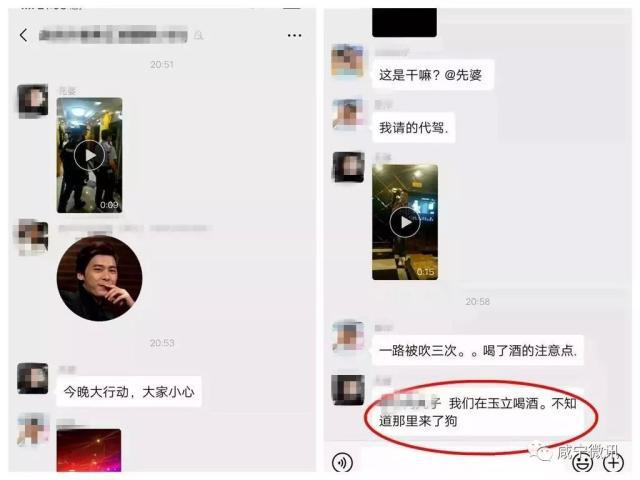 20:51
先婆
0:09
20:53
今晚大行动，大家小心
这是干嘛？@先婆
我请的代驾.
0:15
20:58
一路被吹三次。。喝了酒的注意点.
子 我们在玉立喝酒。不知
道那里来了狗
咸宁微讯